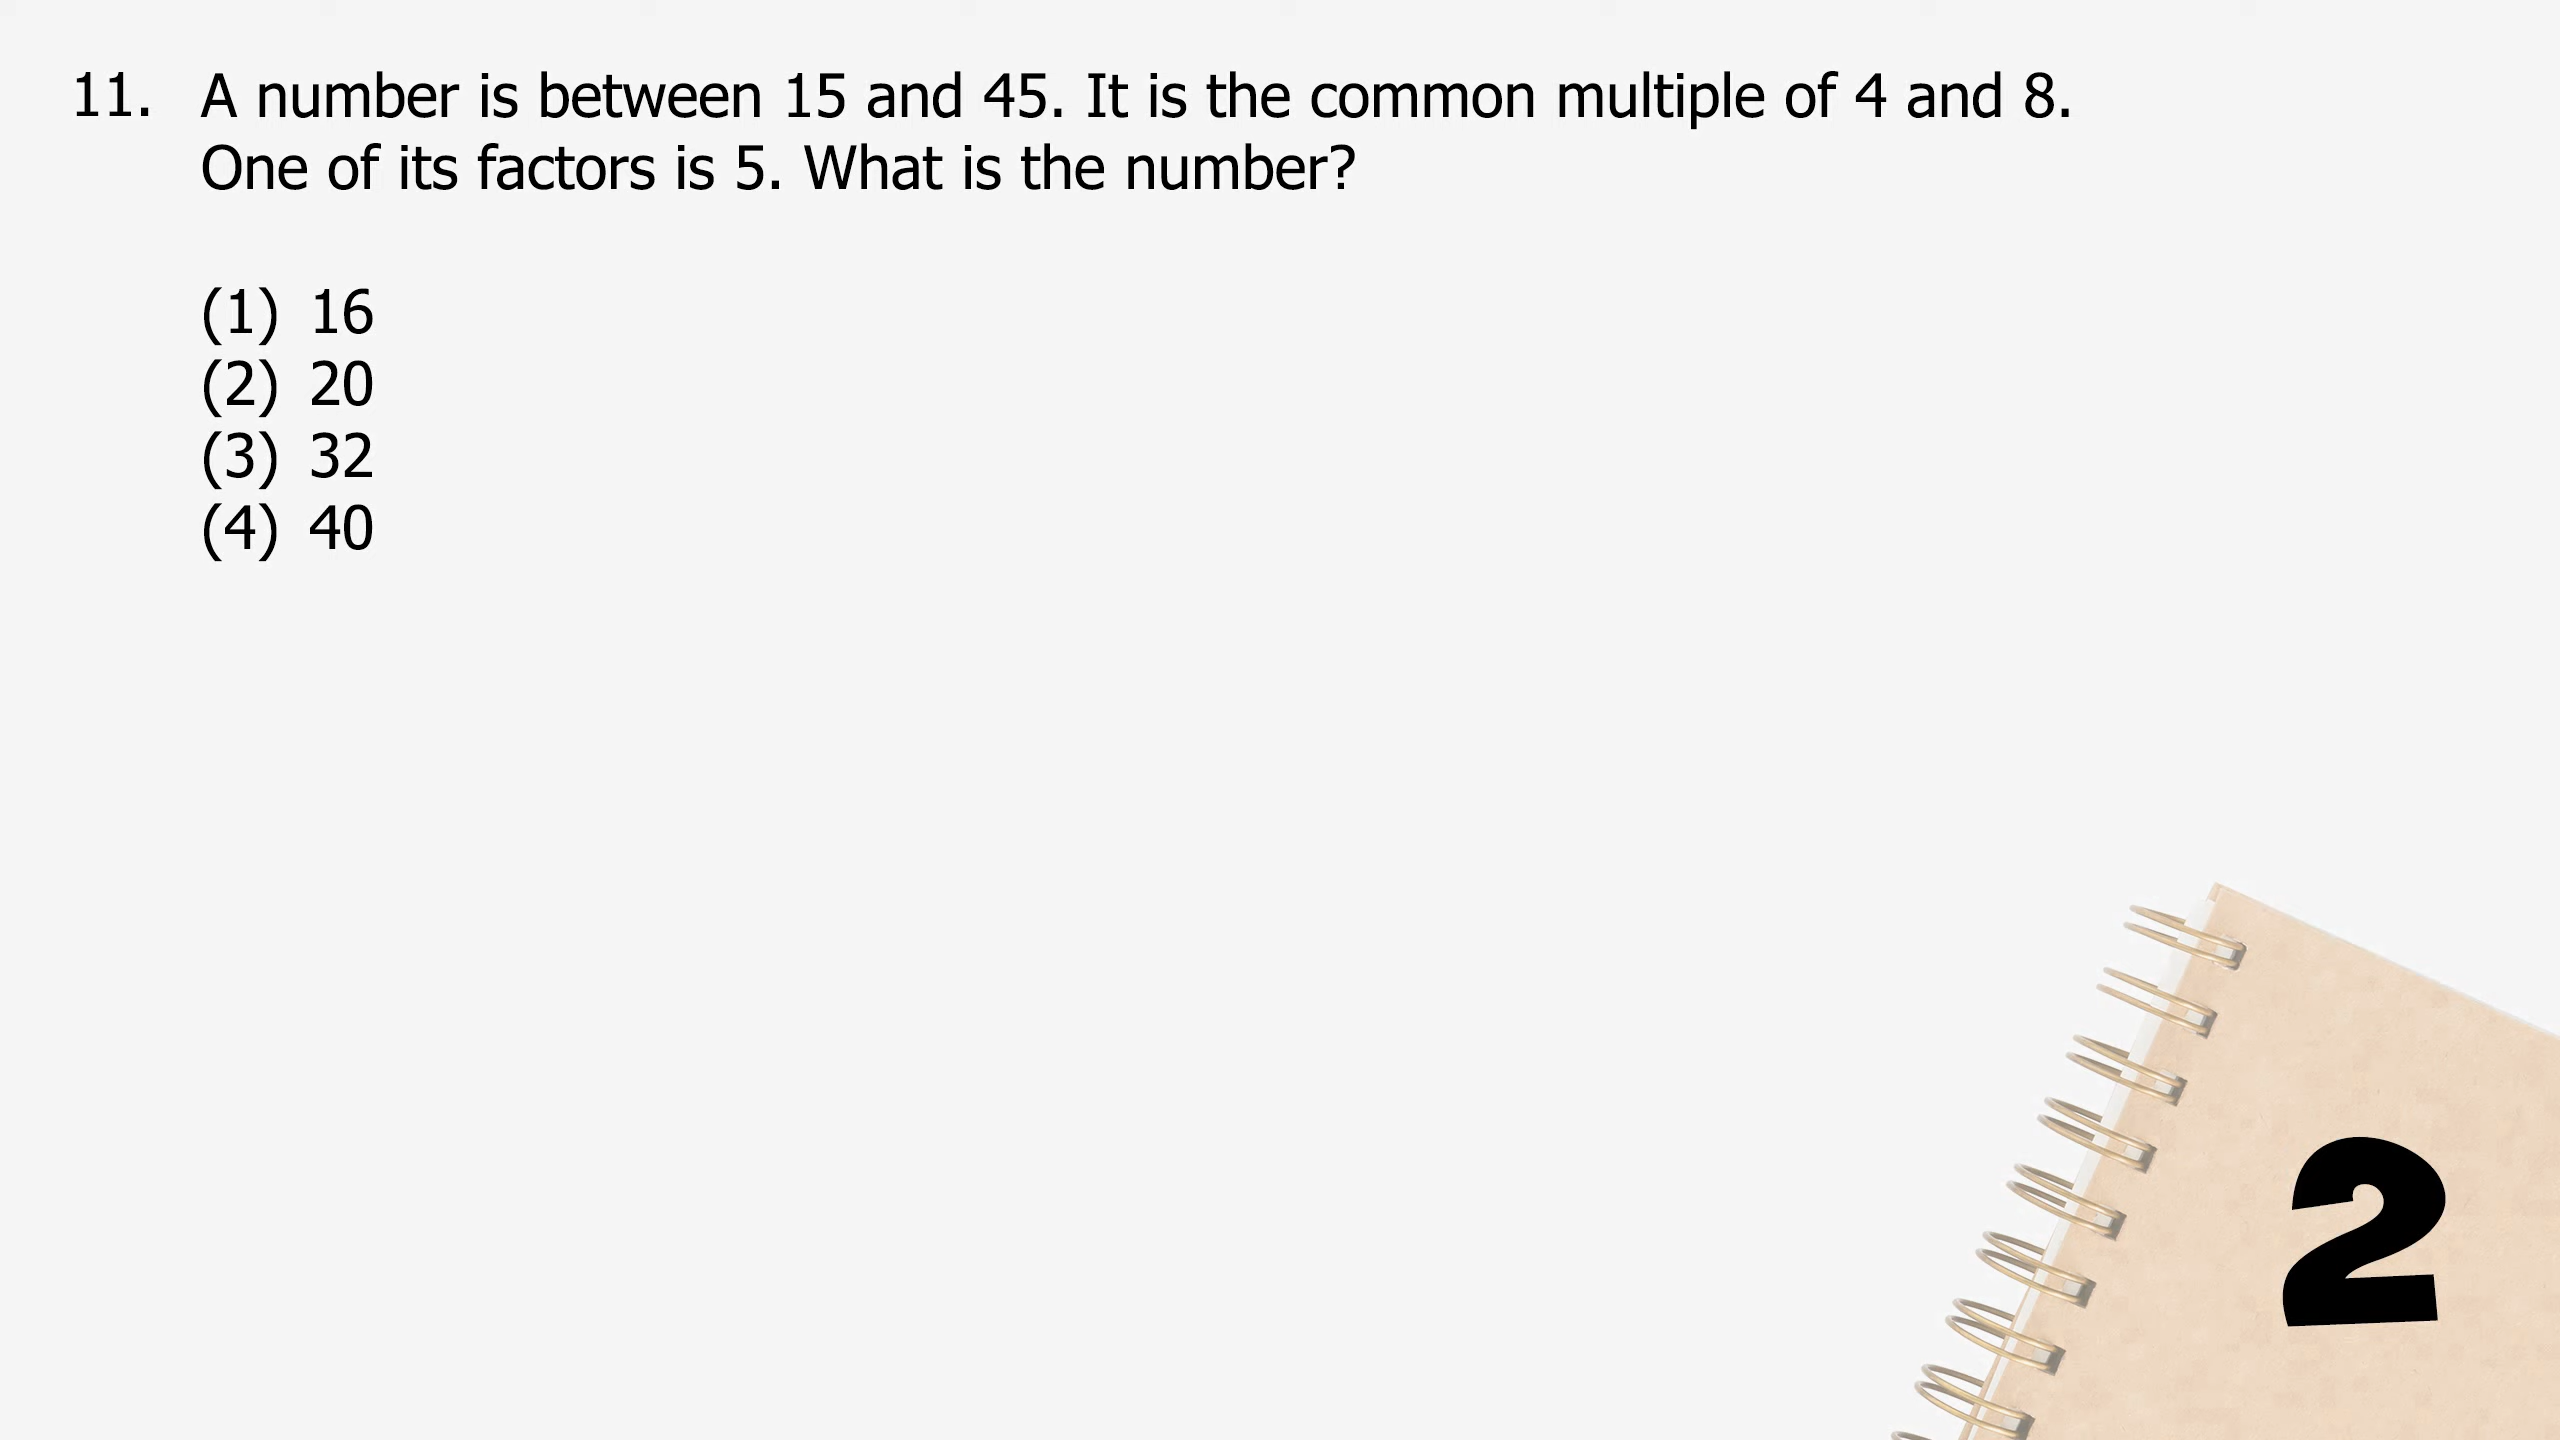 11. A number is between 15 and 45. It is the common multiple of 4 and 8.
One of its factors is 5. What is the number?
(1) 16
(2) 20
(3) 32
(4) 40
2